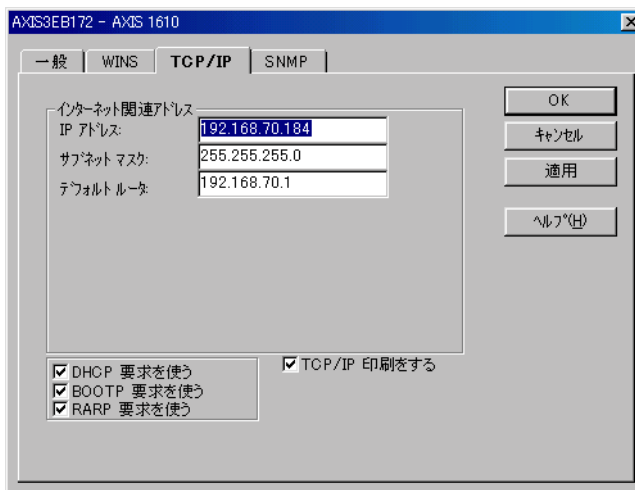 AXIS3EB172 - AXIS 1610
一般 WINS TCP/IP SNMP
インターネット関連アドレス
IP アドレス: 192.168.70.184
サブネット マスク: 255.255.255.0
デフォルト ルータ: 192.168.70.1
OK
キャンセル
適用
ヘルプ(H)
DHCP 要求を使う
BOOTP 要求を使う
RARP 要求を使う
TCP/IP 印刷をする